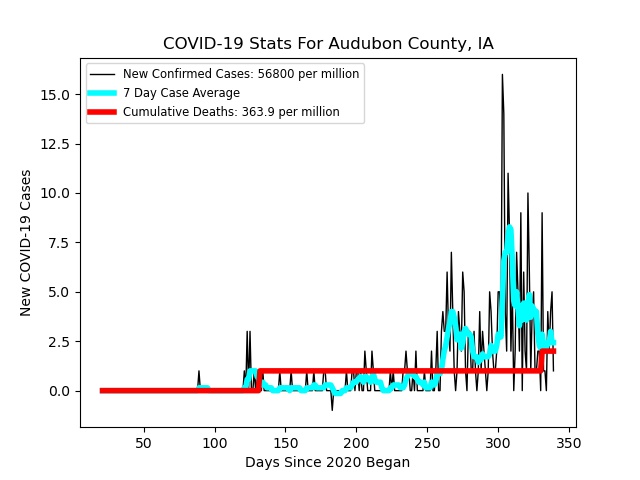 COVID-19 Stats For Audubon County, IA
New Confirmed Cases: 56800 per million
7 Day Case Average
Cumulative Deaths: 363.9 per million
New COVID-19 Cases
15.0
12.5
10.0
7.5
5.0
2.5
0.0
50 100 150 200 250 300 350
Days Since 2020 Began